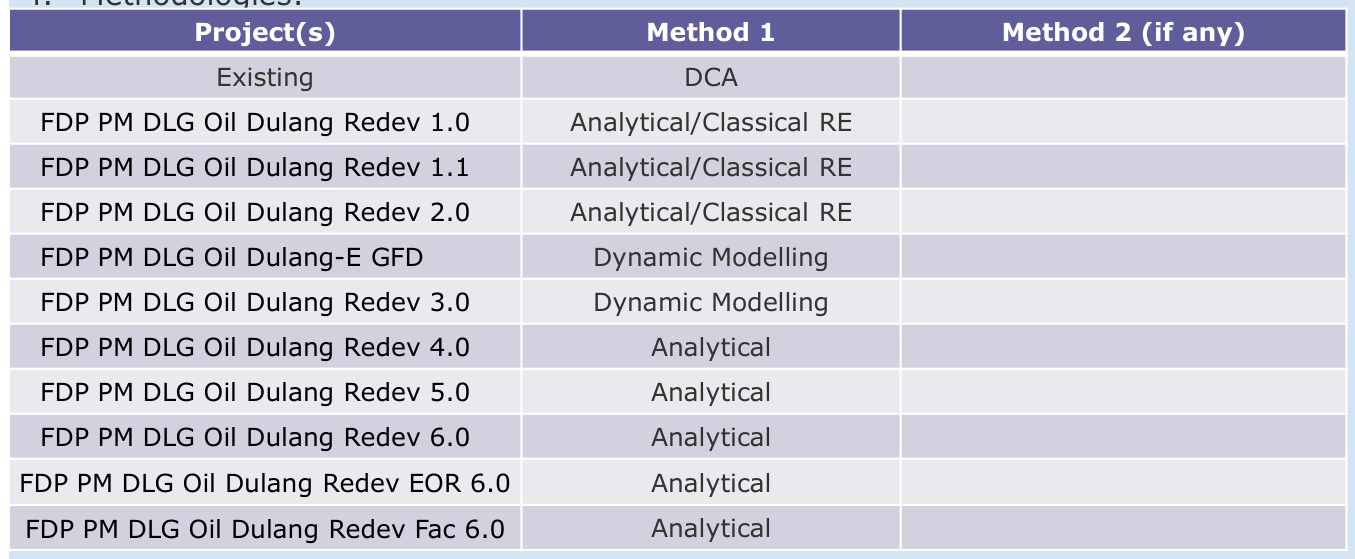 4. Methodologies:
Project(s) Method 1 Method 2 (if any)
Existing DCA
FDP PM DLG Oil Dulang Redev 1.0 Analytical/Classical RE
FDP PM DLG Oil Dulang Redev 1.1 Analytical/Classical RE
FDP PM DLG Oil Dulang Redev 2.0 Analytical/Classical RE
FDP PM DLG Oil Dulang-E GFD Dynamic Modelling
FDP PM DLG Oil Dulang Redev 3.0 Dynamic Modelling
FDP PM DLG Oil Dulang Redev 4.0 Analytical
FDP PM DLG Oil Dulang Redev 5.0 Analytical
FDP PM DLG Oil Dulang Redev 6.0 Analytical
FDP PM DLG Oil Dulang Redev EOR 6.0 Analytical
FDP PM DLG Oil Dulang Redev Fac 6.0 Analytical